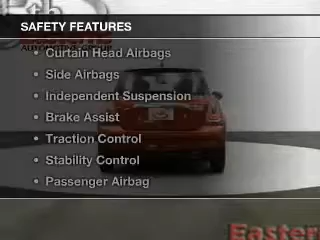 SAFETY FEATURES
• Curtain Head Airbags
• Side Airbags
• Independent Suspension
• Brake Assist
• Traction Control
• Stability Control
• Passenger Airbag
Easter